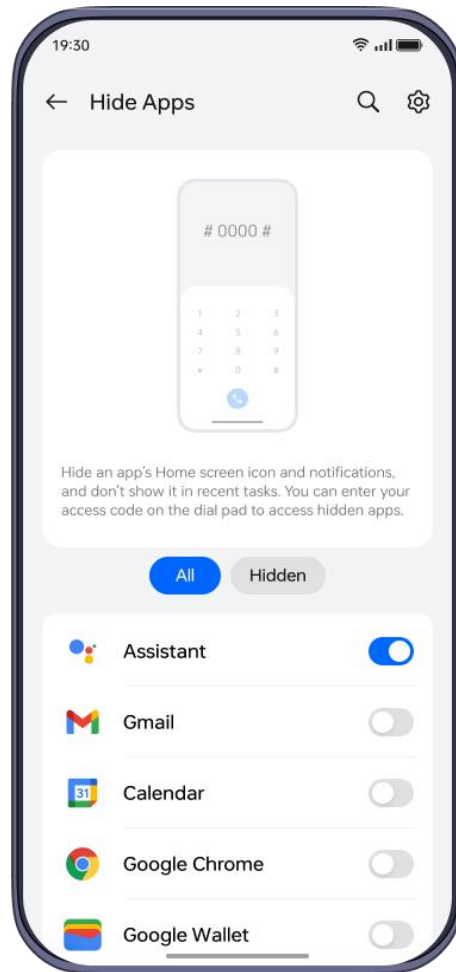 19:30
Hide Apps
# 0000 #
1 2 3
4 5 6
7 8 9
* 0 #
Hide an app's Home screen icon and notifications,
and don't show it in recent tasks. You can enter your
access code on the dial pad to access hidden apps.
All Hidden
Assistant
Gmail
31
Calendar
Google Chrome
Google Wallet